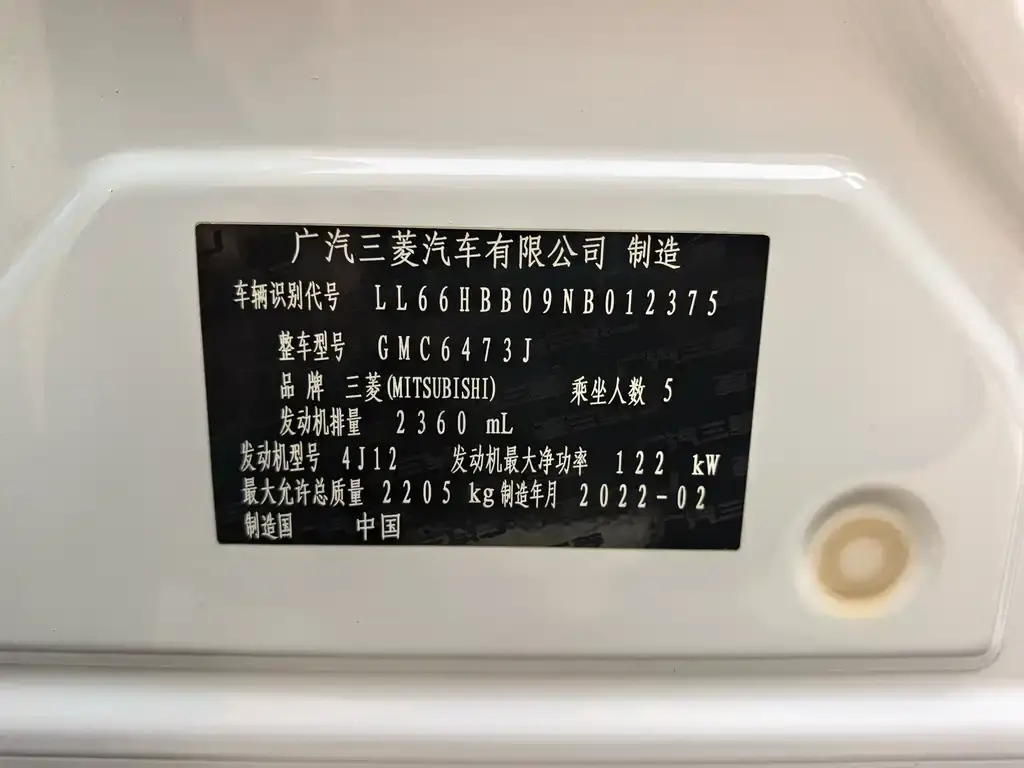 广汽三菱汽车有限公司 制造
车辆识别代号 LL66HBB09NB012375
整车型号 GMC6473J
品 牌 三菱(MITSUBISHI) 乘坐人数 5
发动机排量 2360 mL
发动机型号 4J12 发动机最大净功率 122 kW
最大允许总质量 2205 kg 制造年月 2022-02
制造国 中国